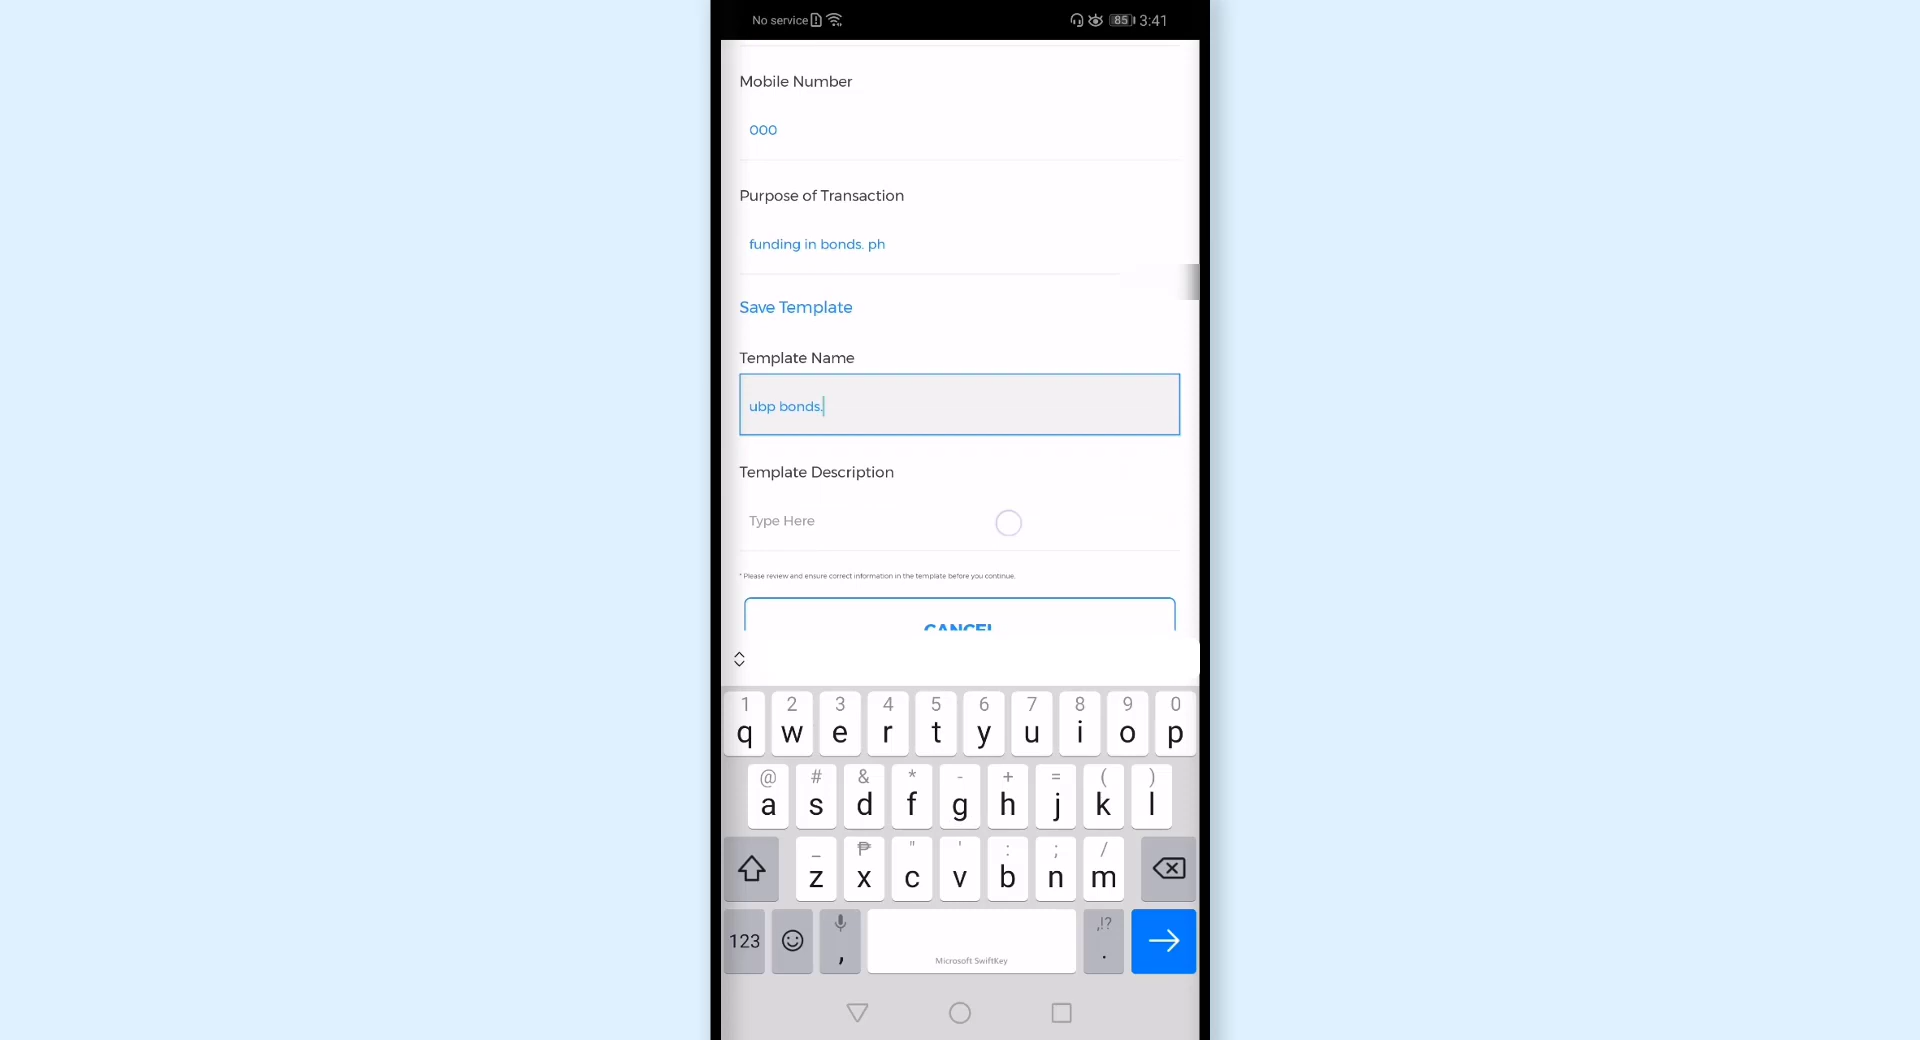 No service 85 3:41
Mobile Number
000
Purpose of Transaction
funding in bonds. ph
Save Template
Template Name
ubp bonds.
Template Description
Type Here
* Please review and ensure correct information in the template before you continue.
CANCEL
1 2 3 4 5 6 7 8 9 0
q w e r t y u i o p
@ # & * - + = ( )
a s d f g h j k l
_ ₱ " ' : ; /
z x c v b n m
,!?
123 , .
Microsoft SwiftKey